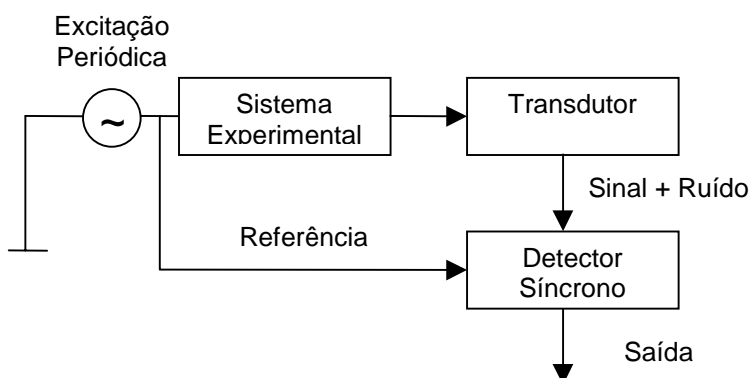 Excitação
Periódica
~
Sistema
Experimental
Transdutor
Sinal + Ruído
Referência
Detector
Síncrono
Saída